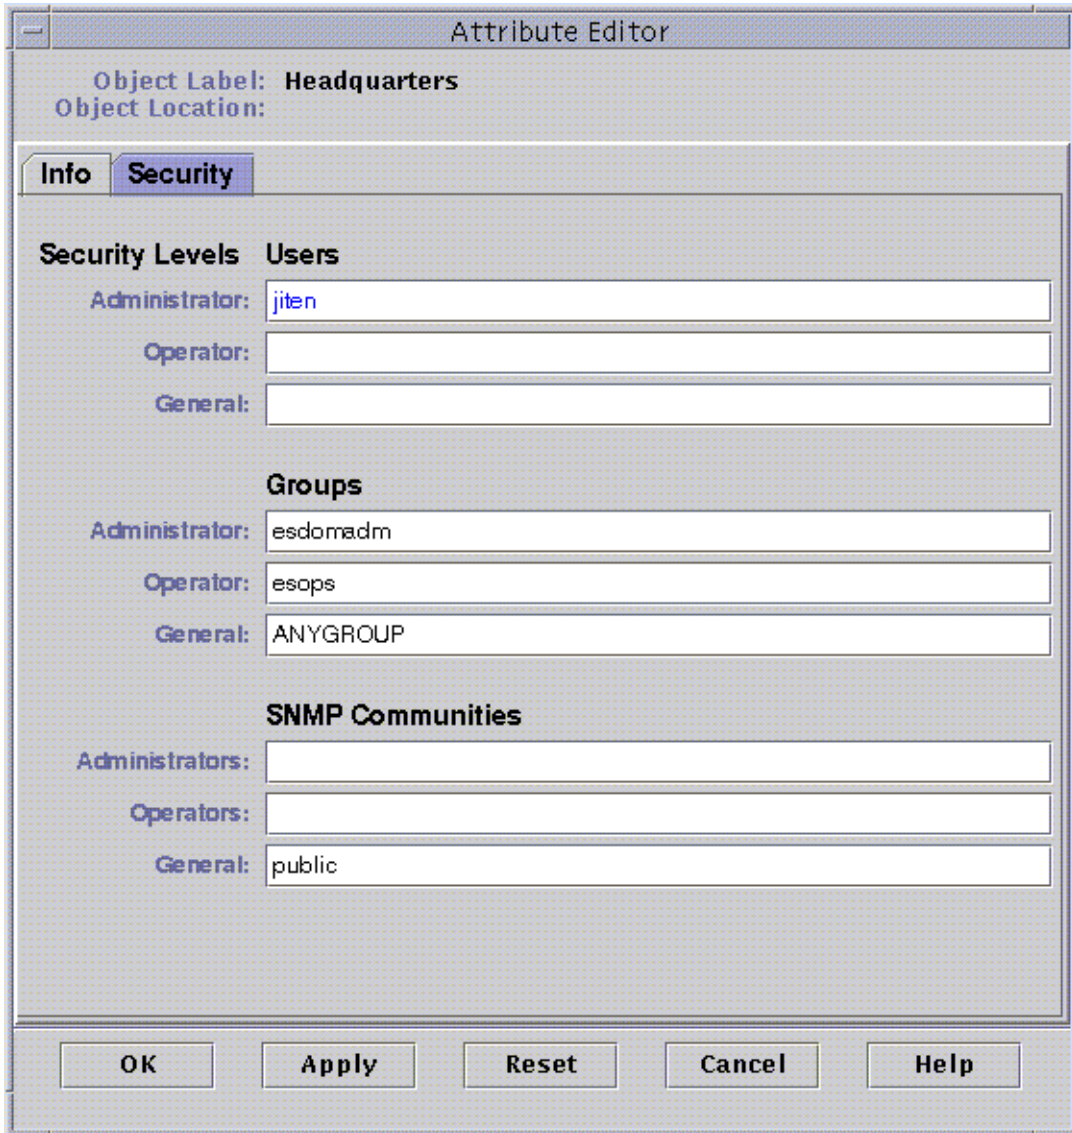 Attribute Editor
Object Label: Headquarters
Object Location:
Info Security
Security Levels Users
Administrator: jiten
Operator:
General:
Groups
Administrator: esdomadm
Operator: esops
General: ANYGROUP
SNMP Communities
Administrators:
Operators:
General: public
OK Apply Reset Cancel Help